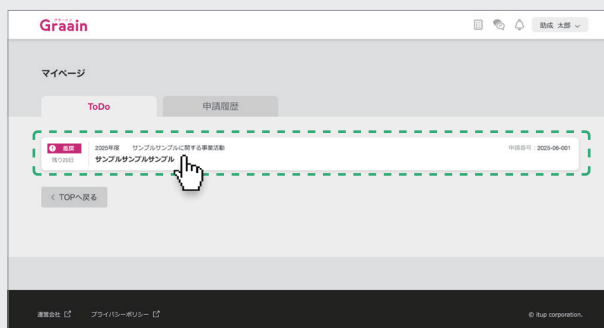 Graain
助成 太郎
マイページ
ToDo
申請履歴
差戻
2025年度 サンプルサンプルに関する事業活動
申請番号：2025-06-001
残り20日
サンプルサンプルサンプル
< TOPへ戻る
運営会社
プライバシーポリシー
© itup corporation.